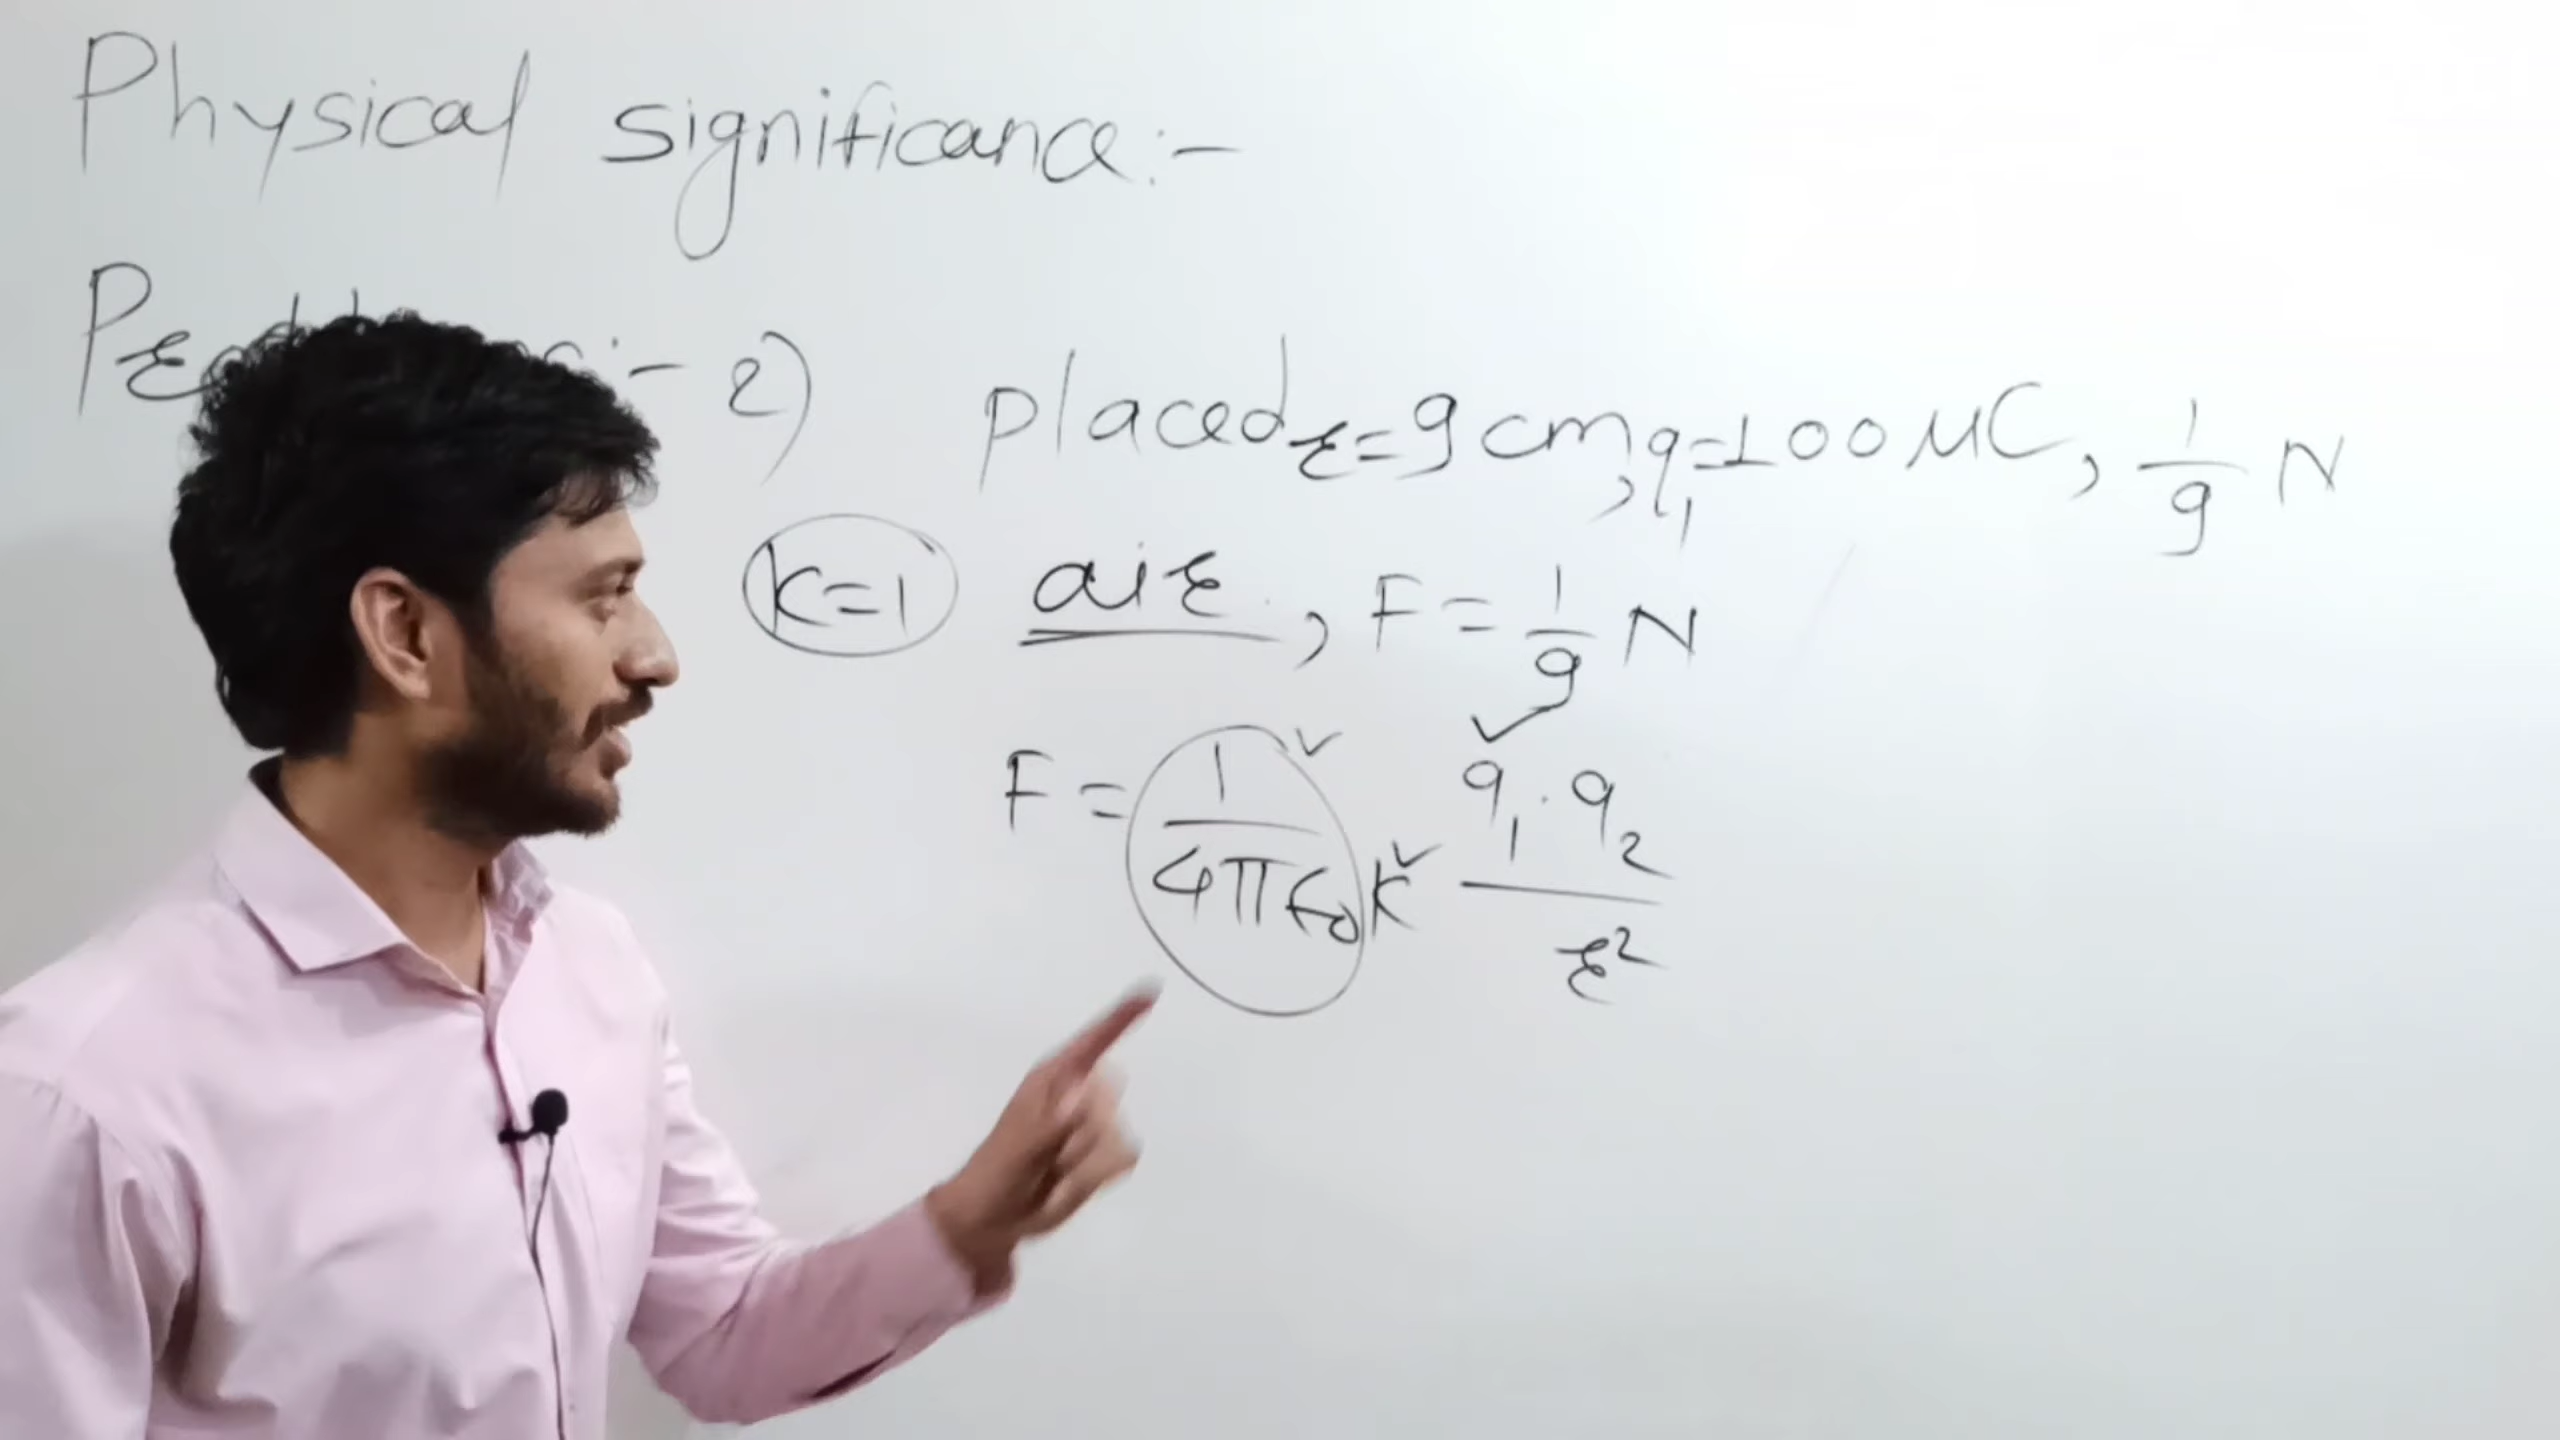 Physical significance:-
:- 2) placed r=9cm, q₁=100 μC, 1/9 N
K=1 air, F = 1/9 N
F = 1/4πε₀K q₁.q₂/r²